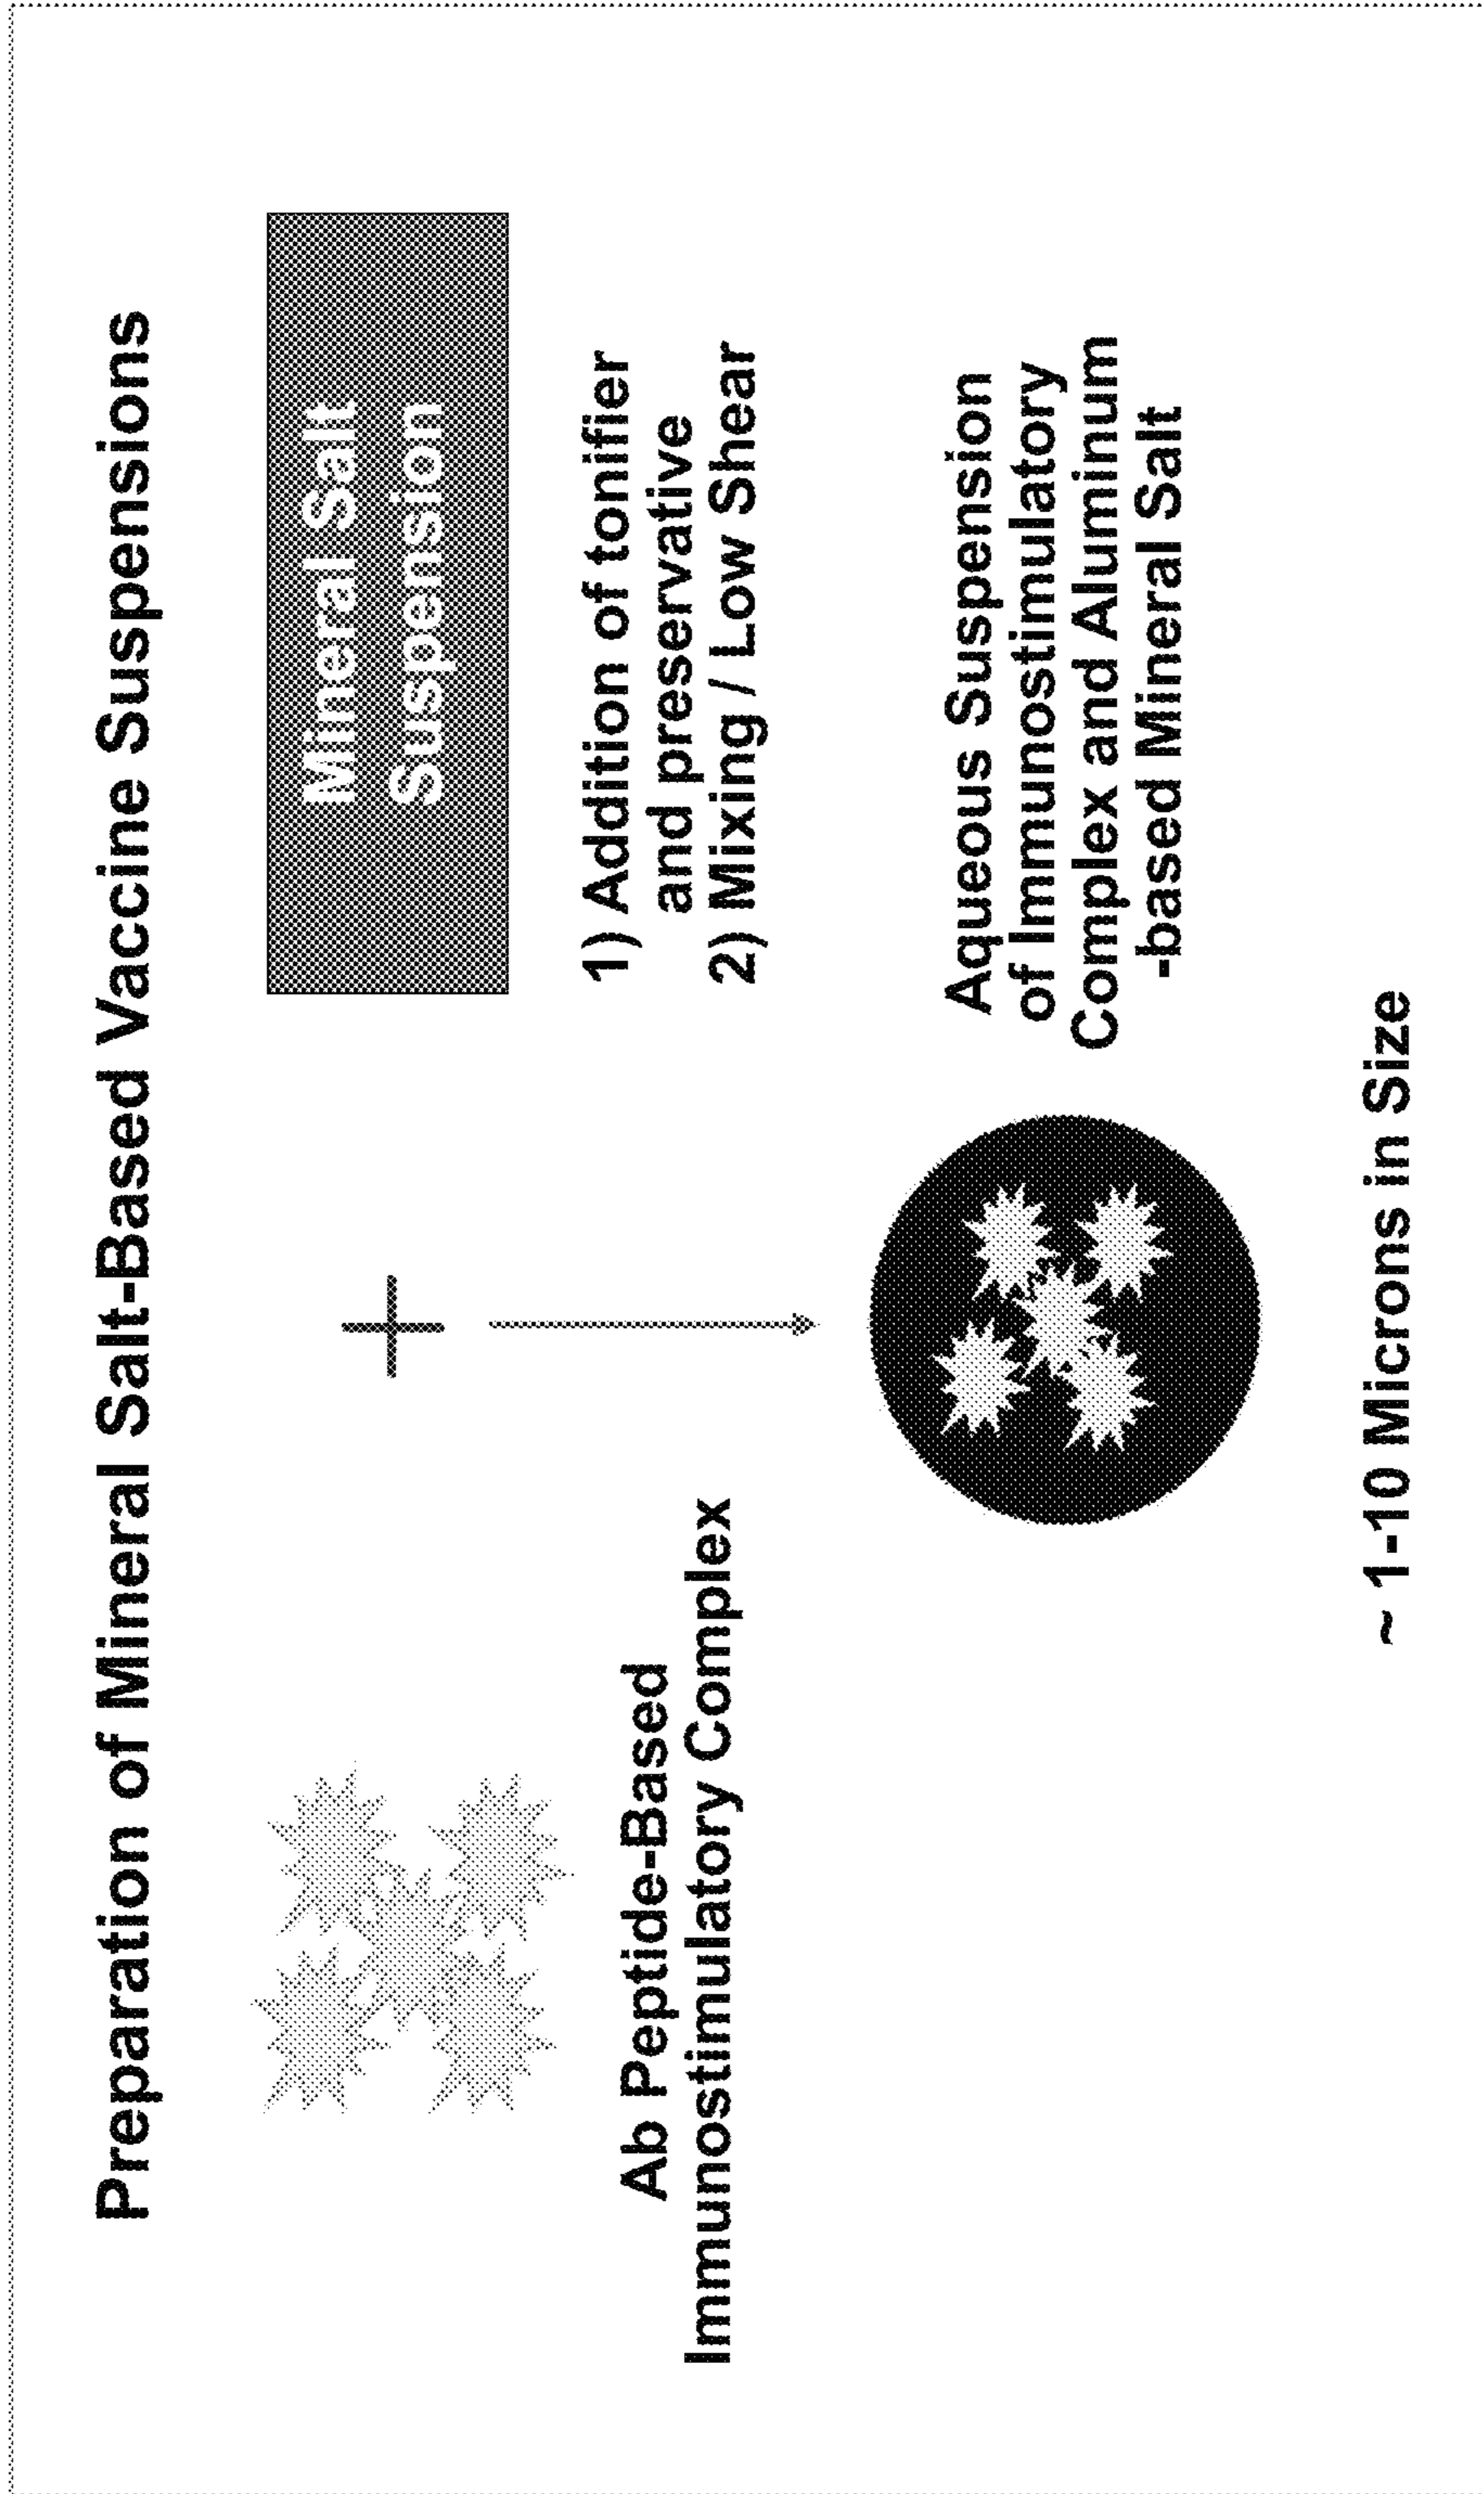 Preparation of Mineral Salt-Based Vaccine Suspensions
Mineral Salt
Suspension
Ab Peptide-Based
Immunostimulatory Complex
1) Addition of tonifier
and preservative
2) Mixing / Low Shear
Aqueous Suspension
of Immunostimulatory
Complex and Aluminum
-based Mineral Salt
~ 1-10 Microns in Size